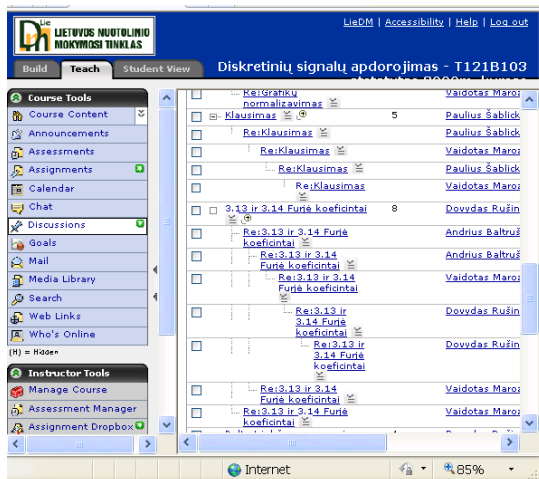 Lie
LIETUVOS NUOTOLINIO
MOKYMOSI TINKLAS
LieDM | Accessibility | Help | Log out
Build Teach Student View
Diskretinių signalų apdorojimas - T121B103
Course Tools
Course Content
Announcements
Assessments
Assignments
Calendar
Chat
Discussions
Goals
Mail
Media Library
Search
Web Links
Who's Online
(H) = Hidden
Instructor Tools
Manage Course
Assessment Manager
Assignment Dropbox
Re:Grafikų Vaidotas Maroz
normalizavimas
Klausimas 5 Paulius Šablick
Re:Klausimas Paulius Šablick
Re:Klausimas Vaidotas Maroz
Re:Klausimas Paulius Šablick
Re:Klausimas Vaidotas Maroz
3.13 ir 3.14 Furjė koeficintai 8 Dovydas Rušin
Re:3.13 ir 3.14 Furjė Andrius Baltruš
koeficintai
Re:3.13 ir 3.14 Andrius Baltruš
Furjė koeficintai
Re:3.13 ir 3.14 Vaidotas Maroz
Furjė koeficintai
Re:3.13 ir Dovydas Rušin
3.14 Furjė
koeficintai
Re:3.13 ir Dovydas Rušin
3.14 Furjė
koeficintai
Re:3.13 ir 3.14 Vaidotas Maroz
Furjė koeficintai
Re:3.13 ir 3.14 Furjė Vaidotas Maroz
koeficintai
Internet
85%